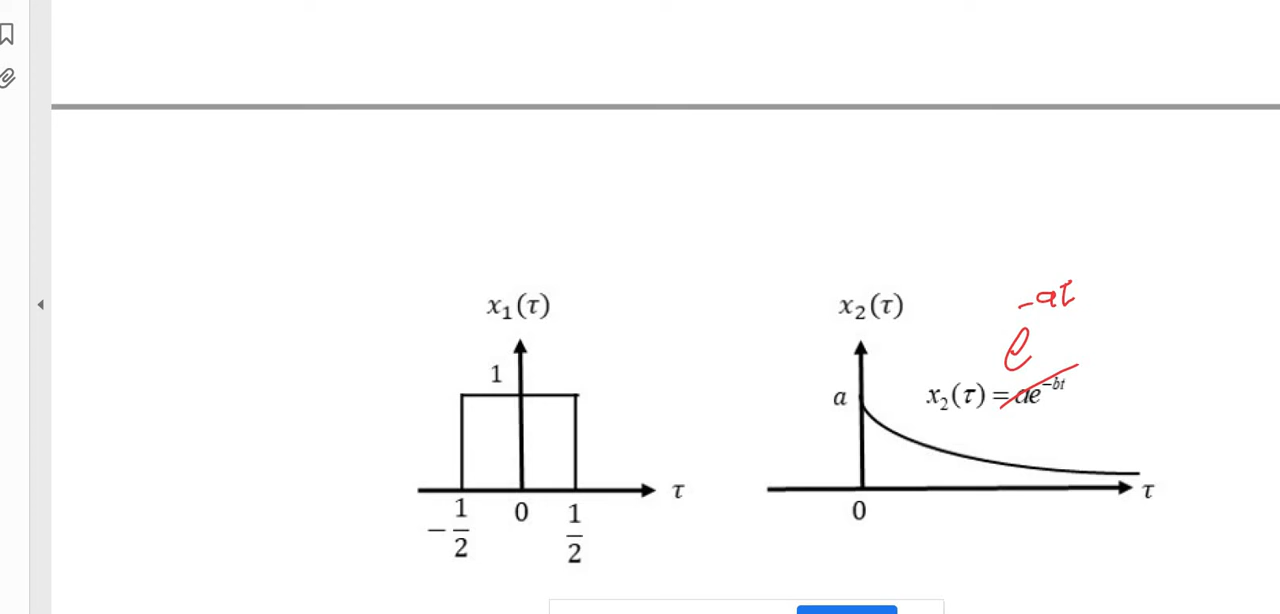 x₁(τ)
1
−1/2 0 1/2 τ
x₂(τ)
e^{-at}
x₂(τ) = ae^{−bt}
a
0 τ